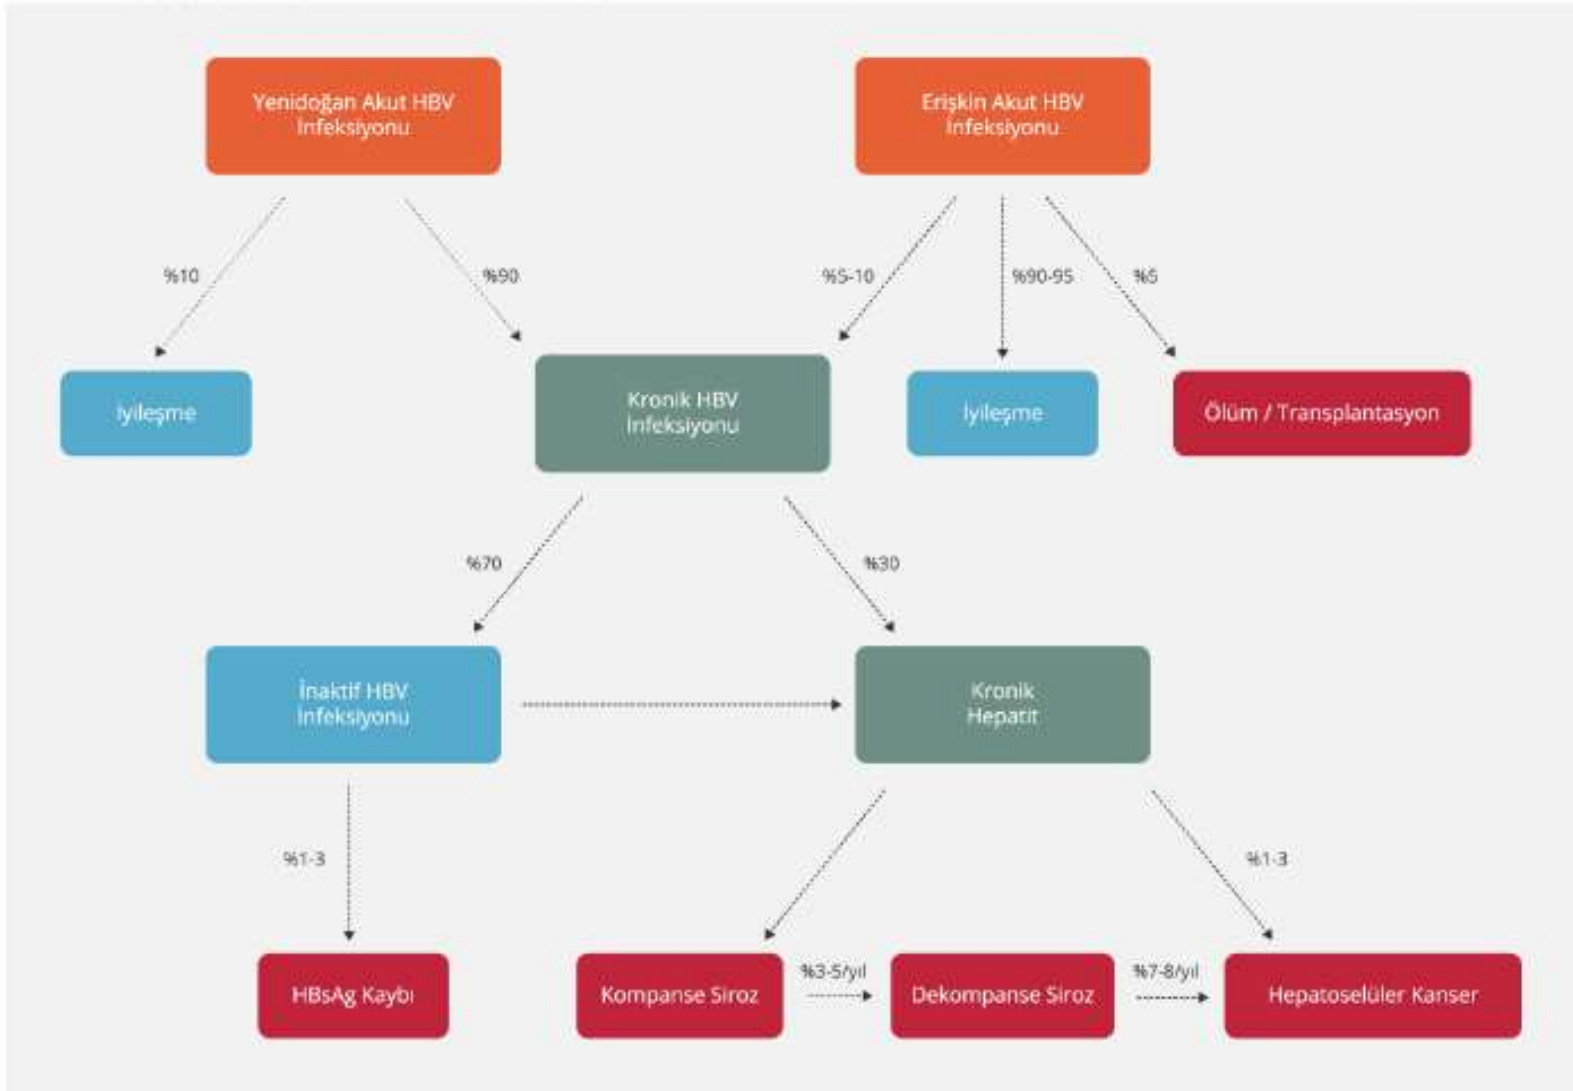 Yenidoğan Akut HBV
İnfeksiyonu
Erişkin Akut HBV
İnfeksiyonu
%10
%90
%5-10
%90-95
%5
İyileşme
Kronik HBV
İnfeksiyonu
İyileşme
Ölüm / Transplantasyon
%70
%30
İnaktif HBV
İnfeksiyonu
Kronik
Hepatit
%1-3
%1-3
HBsAg Kaybı
Kompanse Siroz
%3-5/yıl
Dekompanse Siroz
%7-8/yıl
Hepatoselüler Kanser